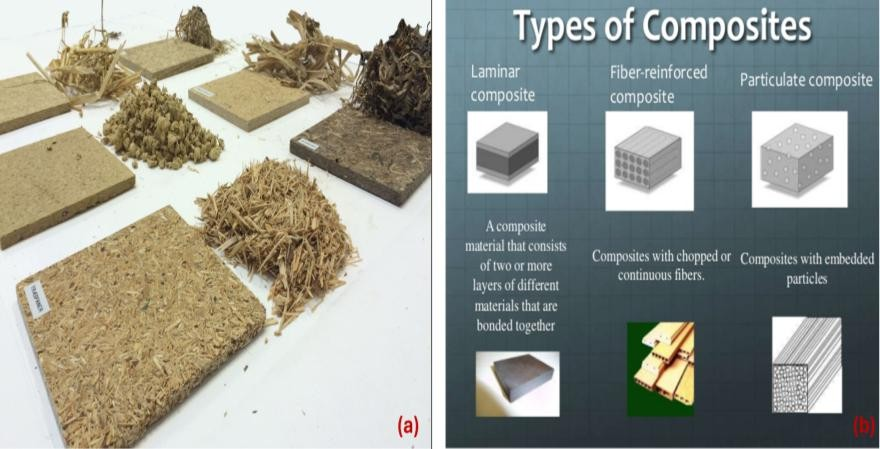 (a)
Types of Composites
Laminar
composite
Fiber-reinforced
composite
Particulate composite
A composite
material that consists
of two or more
layers of different
materials that are
bonded together
Composites with chopped or
continuous fibers.
Composites with embedded
particles
(b)